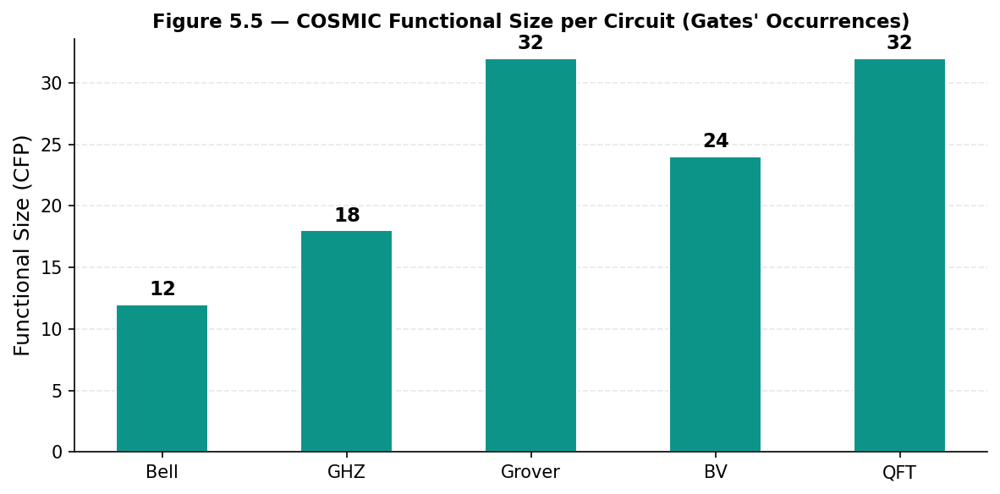 Figure 5.5 — COSMIC Functional Size per Circuit (Gates' Occurrences)
Functional Size (CFP)
30
25
20
15
10
5
0
12
18
32
24
32
Bell
GHZ
Grover
BV
QFT